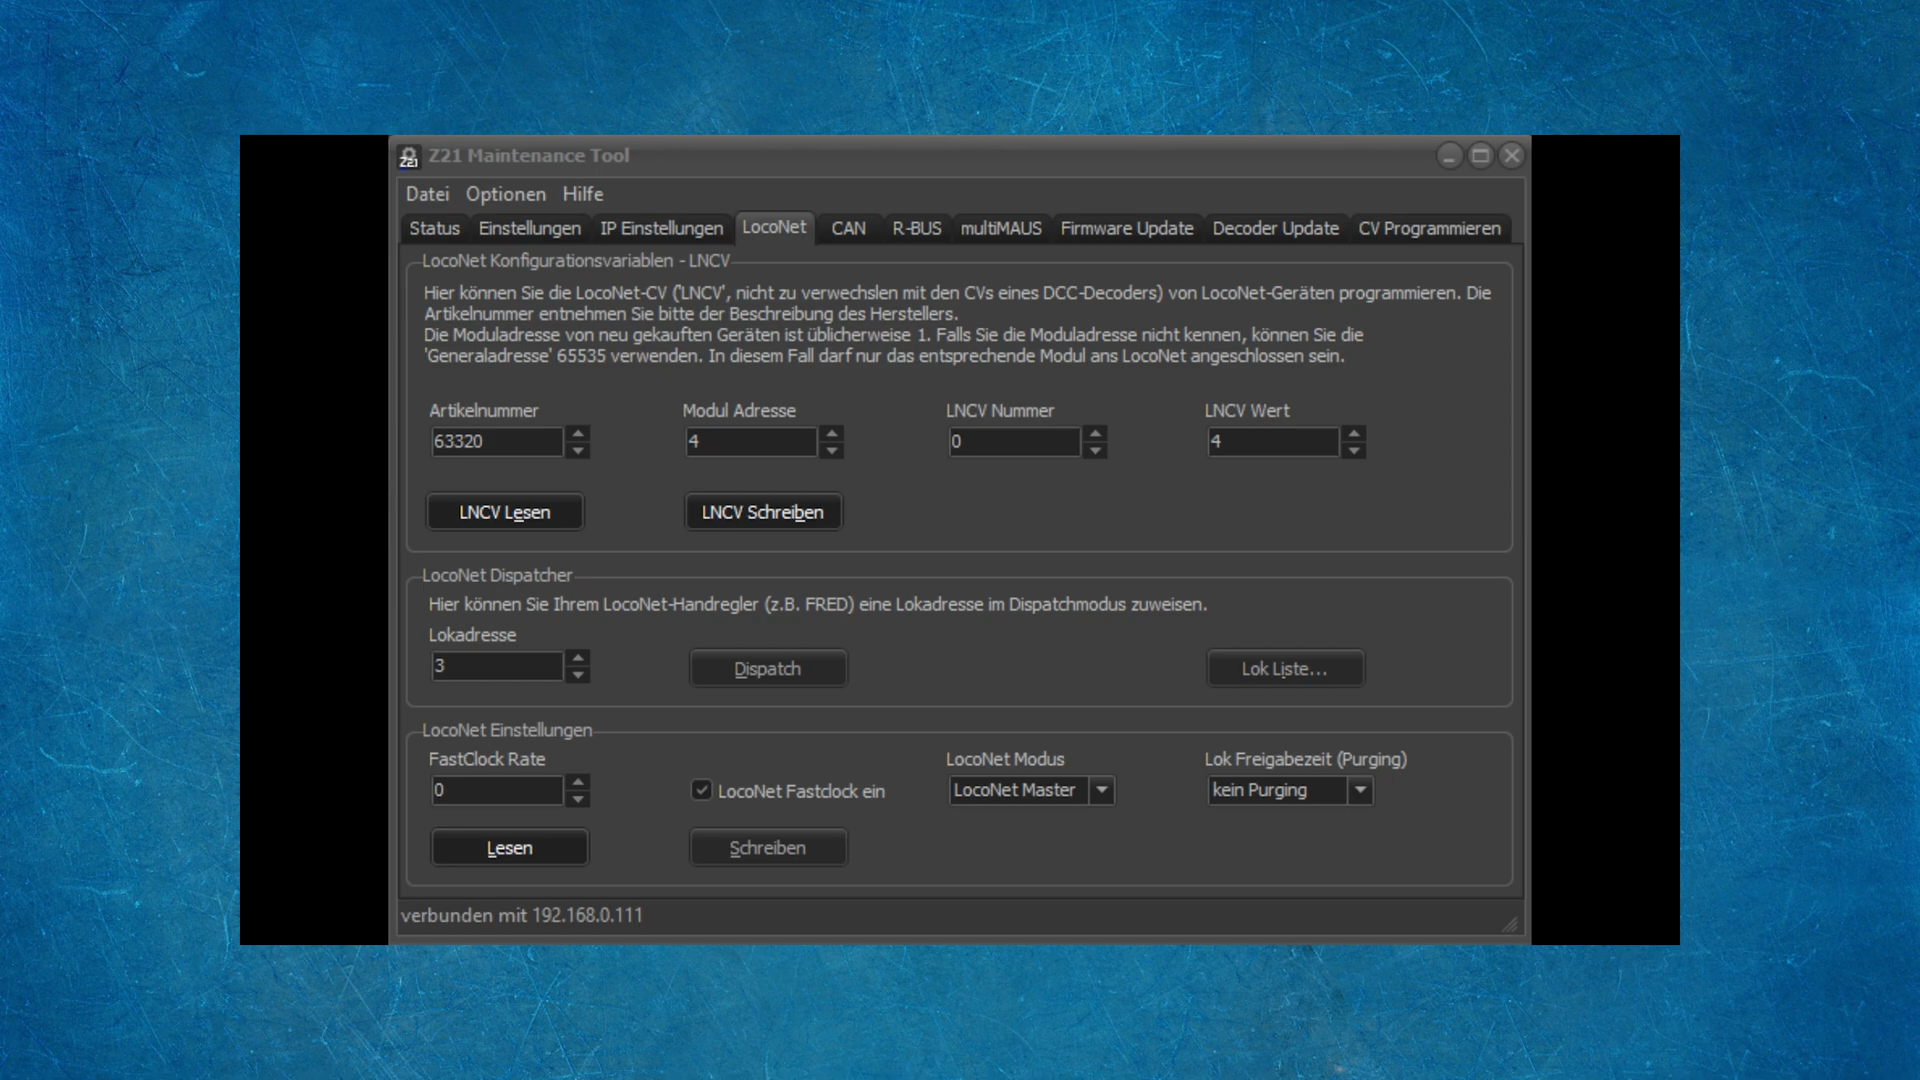 Z21
Z21 Maintenance Tool
Datei Optionen Hilfe
Status Einstellungen IP Einstellungen LocoNet CAN R-BUS multiMAUS Firmware Update Decoder Update CV Programmieren
LocoNet Konfigurationsvariablen - LNCV
Hier können Sie die LocoNet-CV ('LNCV', nicht zu verwechslen mit den CVs eines DCC-Decoders) von LocoNet-Geräten programmieren. Die
Artikelnummer entnehmen Sie bitte der Beschreibung des Herstellers.
Die Moduladresse von neu gekauften Geräten ist üblicherweise 1. Falls Sie die Moduladresse nicht kennen, können Sie die
'Generaladresse' 65535 verwenden. In diesem Fall darf nur das entsprechende Modul ans LocoNet angeschlossen sein.
Artikelnummer Modul Adresse LNCV Nummer LNCV Wert
63320 4 0 4
LNCV Lesen LNCV Schreiben
LocoNet Dispatcher
Hier können Sie Ihrem LocoNet-Handregler (z.B. FRED) eine Lokadresse im Dispatchmodus zuweisen.
Lokadresse
3 Dispatch Lok Liste...
LocoNet Einstellungen
FastClock Rate LocoNet Modus Lok Freigabezeit (Purging)
0 LocoNet Fastclock ein LocoNet Master kein Purging
Lesen Schreiben
verbunden mit 192.168.0.111